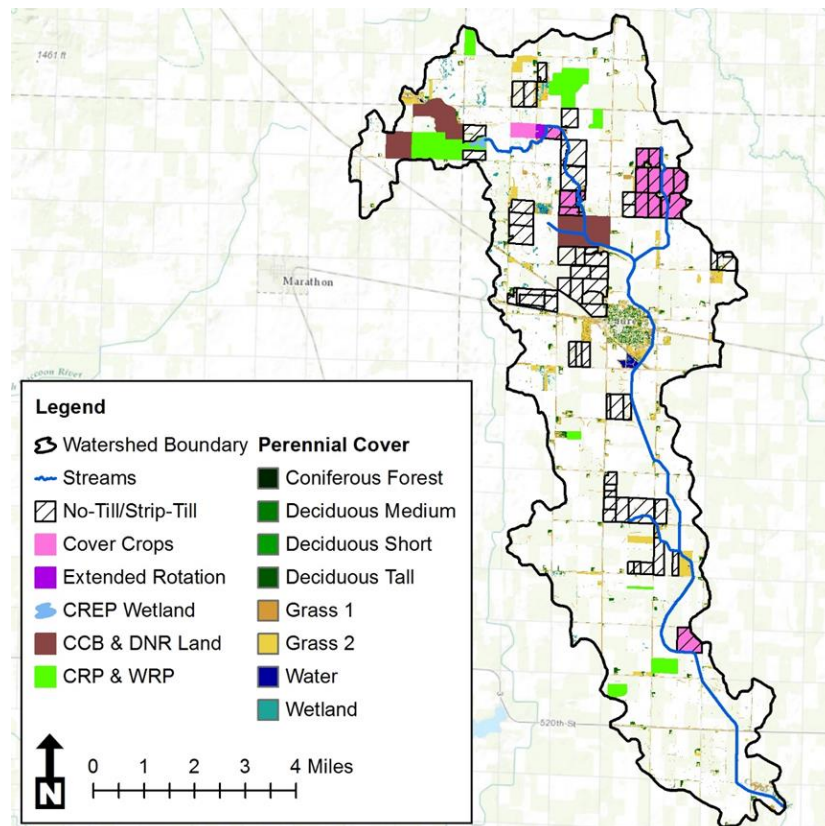 1461 ft
Marathon
Legend
Watershed Boundary
Streams
No-Till/Strip-Till
Cover Crops
Extended Rotation
CREP Wetland
CCB & DNR Land
CRP & WRP
Perennial Cover
Coniferous Forest
Deciduous Medium
Deciduous Short
Deciduous Tall
Grass 1
Grass 2
Water
Wetland
N
0 1 2 3 4 Miles
520th St